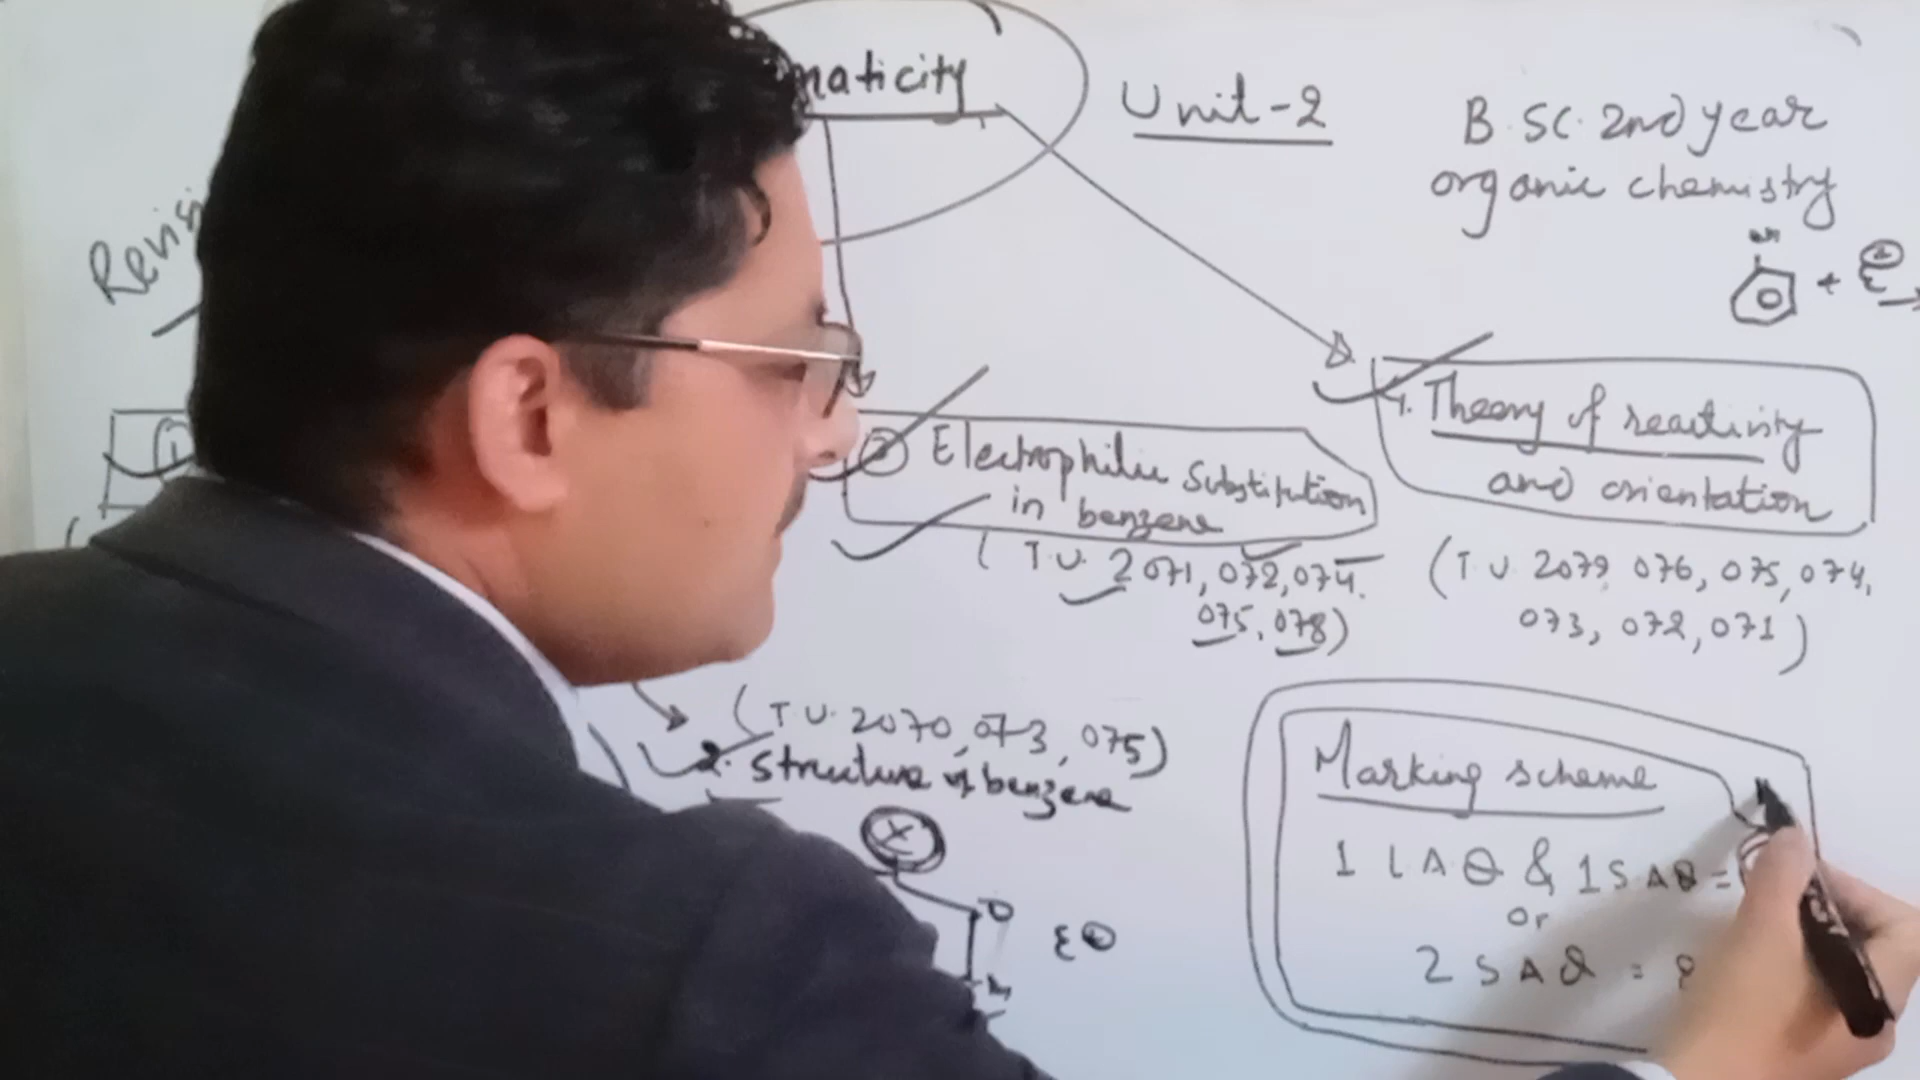 maticity
Unit-2
B.SC. 2nd year
organic chemistry
Revisi
+ E
1. Theory of reactivity
and orientation
(T.U. 2079, 076, 075, 074,
073, 072, 071)
Electrophilic Substitution
in benzene
(T.U. 2071, 072, 074.
075, 078)
(T.U. 2070, 073, 075)
2. Structure of benzene
X
O
E
Marking scheme
1 LAQ & 1 SAQ =
or
2 SAQ =